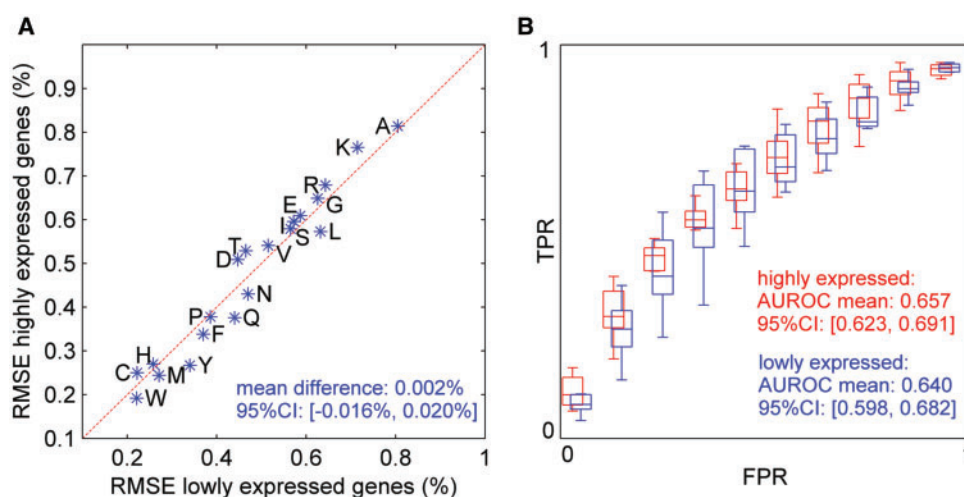 A
RMSE highly expressed genes (%)
0.9
0.8
0.7
0.6
0.5
0.4
0.3
0.2
0.1
A
K
R
G
E
I
S
L
T
V
D
N
P
Q
F
H
Y
C
M
W
mean difference: 0.002%
95%CI: [-0.016%, 0.020%]
0.2 0.4 0.6 0.8 1
RMSE lowly expressed genes (%)
B
1
TPR
highly expressed:
AUROC mean: 0.657
95%CI: [0.623, 0.691]
lowly expressed:
AUROC mean: 0.640
95%CI: [0.598, 0.682]
0
0
FPR